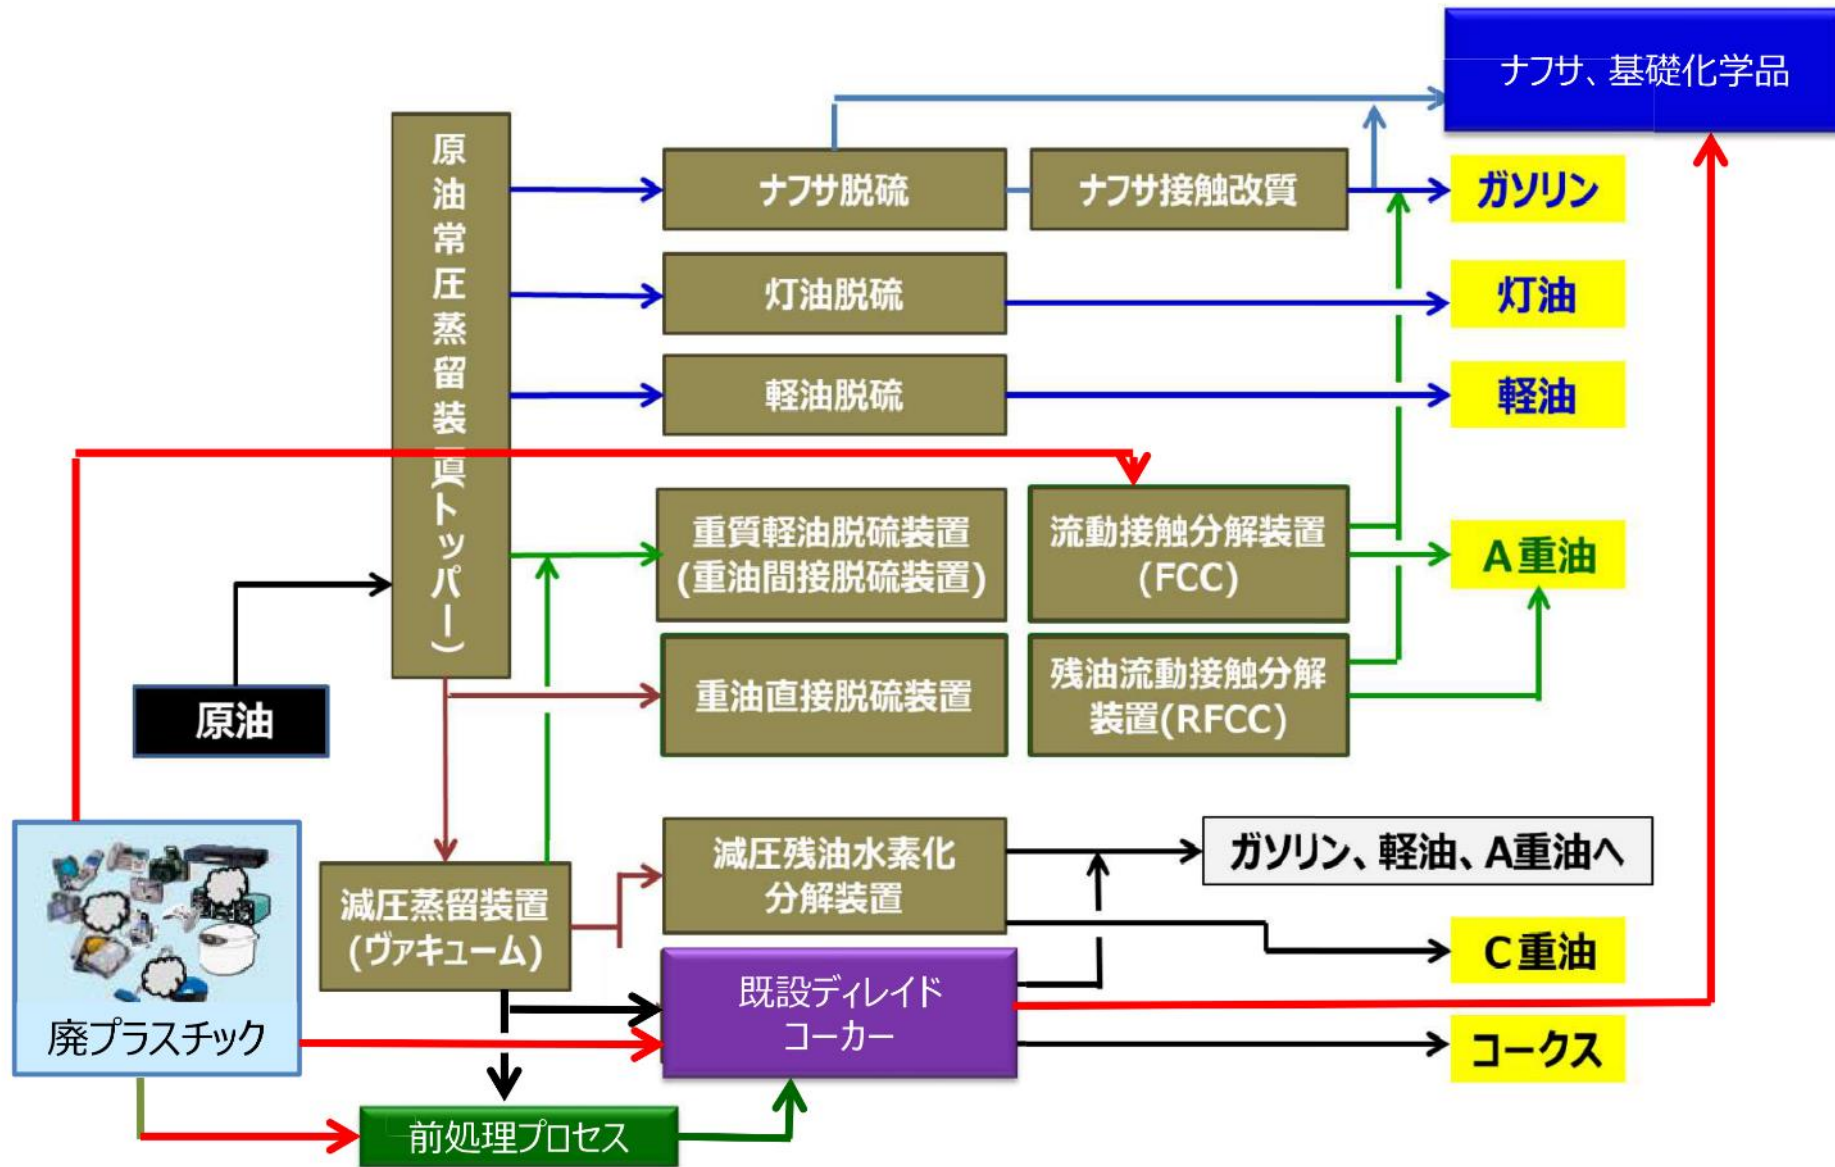 ナフサ、基礎化学品
原油常圧蒸留装置(トッパー)
ナフサ脱硫
ナフサ接触改質
ガソリン
灯油脱硫
灯油
軽油脱硫
軽油
重質軽油脱硫装置
(重油間接脱硫装置)
流動接触分解装置
(FCC)
A重油
原油
重油直接脱硫装置
残油流動接触分解
装置(RFCC)
廃プラスチック
減圧蒸留装置
(ヴァキューム)
減圧残油水素化
分解装置
ガソリン、軽油、A重油へ
C重油
既設ディレイド
コーカー
コークス
前処理プロセス